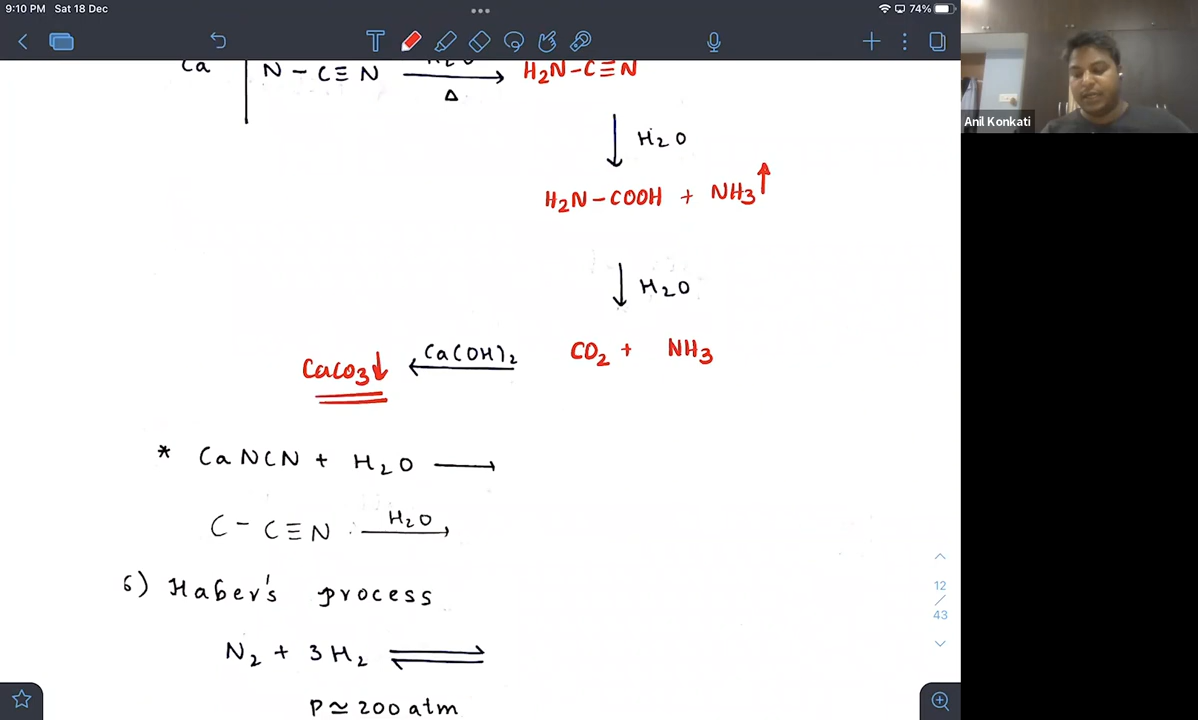 9:10 PM Sat 18 Dec
74%
Ca | N - C≡N → H2O Δ H2N-C≡N
↓ H2O
H2N-COOH + NH3↑
↓ H2O
CaCO3↓ ← Ca(OH)2 CO2 + NH3
* CaNCN + H2O →
C - C≡N H2O →
6) Haber's process
N2 + 3H2 ⇌
P ≃ 200 atm
12
/
43
Anil Konkati